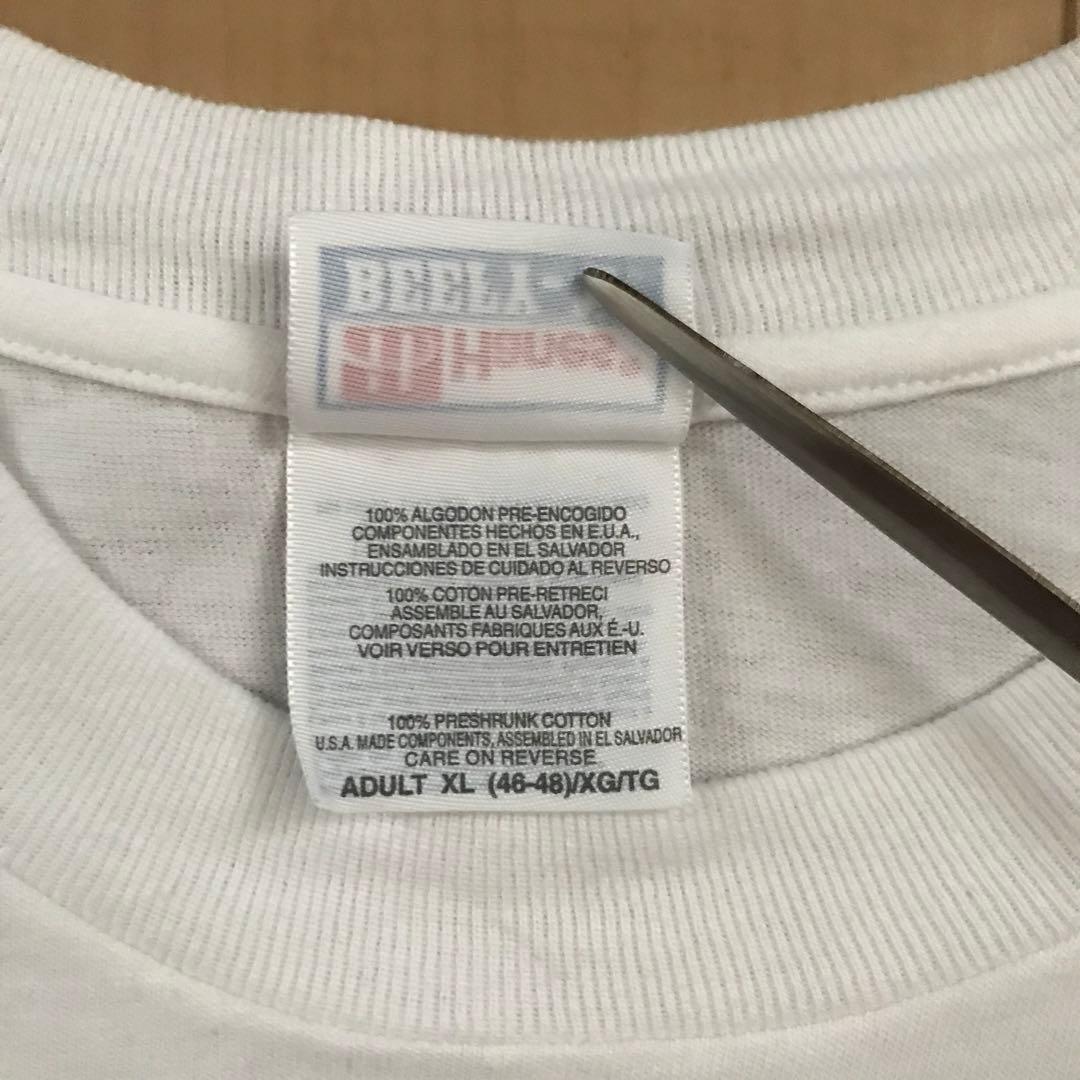 100% ALGODON PRE-ENCOGIDO
COMPONENTES HECHOS EN E.U.A.,
ENSAMBLADO EN EL SALVADOR
INSTRUCCIONES DE CUIDADO AL REVERSO
100% COTON PRE-RETRECI
ASSEMBLE AU SALVADOR,
COMPOSANTS FABRIQUES AUX É.-U.
VOIR VERSO POUR ENTRETIEN
100% PRESHRUNK COTTON
U.S.A. MADE COMPONENTS, ASSEMBLED IN EL SALVADOR
CARE ON REVERSE
ADULT XL (46-48)/XG/TG